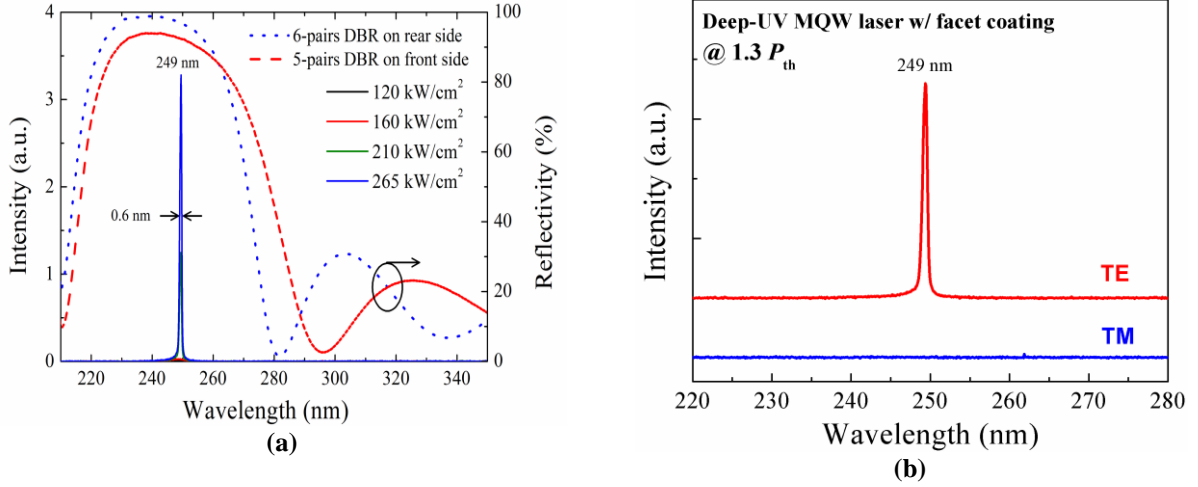 4
3
2
1
0
Intensity (a.u.)
220 240 260 280 300 320 340
Wavelength (nm)
100
80
60
40
20
0
Reflectivity (%)
6-pairs DBR on rear side
5-pairs DBR on front side
249 nm
120 kW/cm²
160 kW/cm²
210 kW/cm²
265 kW/cm²
0.6 nm
(a)
Deep-UV MQW laser w/ facet coating
@ 1.3 Pth
249 nm
Intensity (a.u.)
TE
TM
220 230 240 250 260 270 280
Wavelength (nm)
(b)